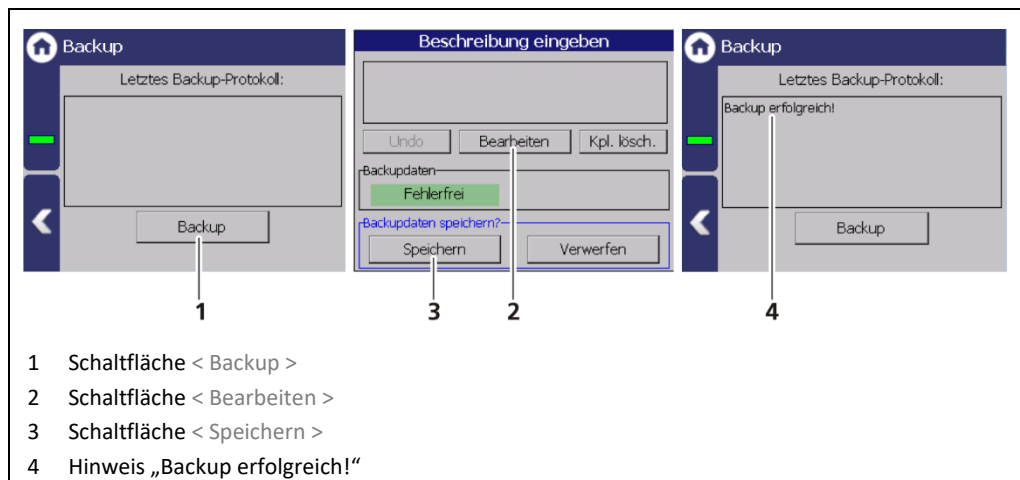 Backup
Letztes Backup-Protokoll:
Backup
1
Beschreibung eingeben
Undo
Bearbeiten
Kpl. lösch.
Backupdaten
Fehlerfrei
Backupdaten speichern?
Speichern
Verwerfen
3
2
Backup
Letztes Backup-Protokoll:
Backup erfolgreich!
Backup
4
1 Schaltfläche < Backup >
2 Schaltfläche < Bearbeiten >
3 Schaltfläche < Speichern >
4 Hinweis „Backup erfolgreich!“